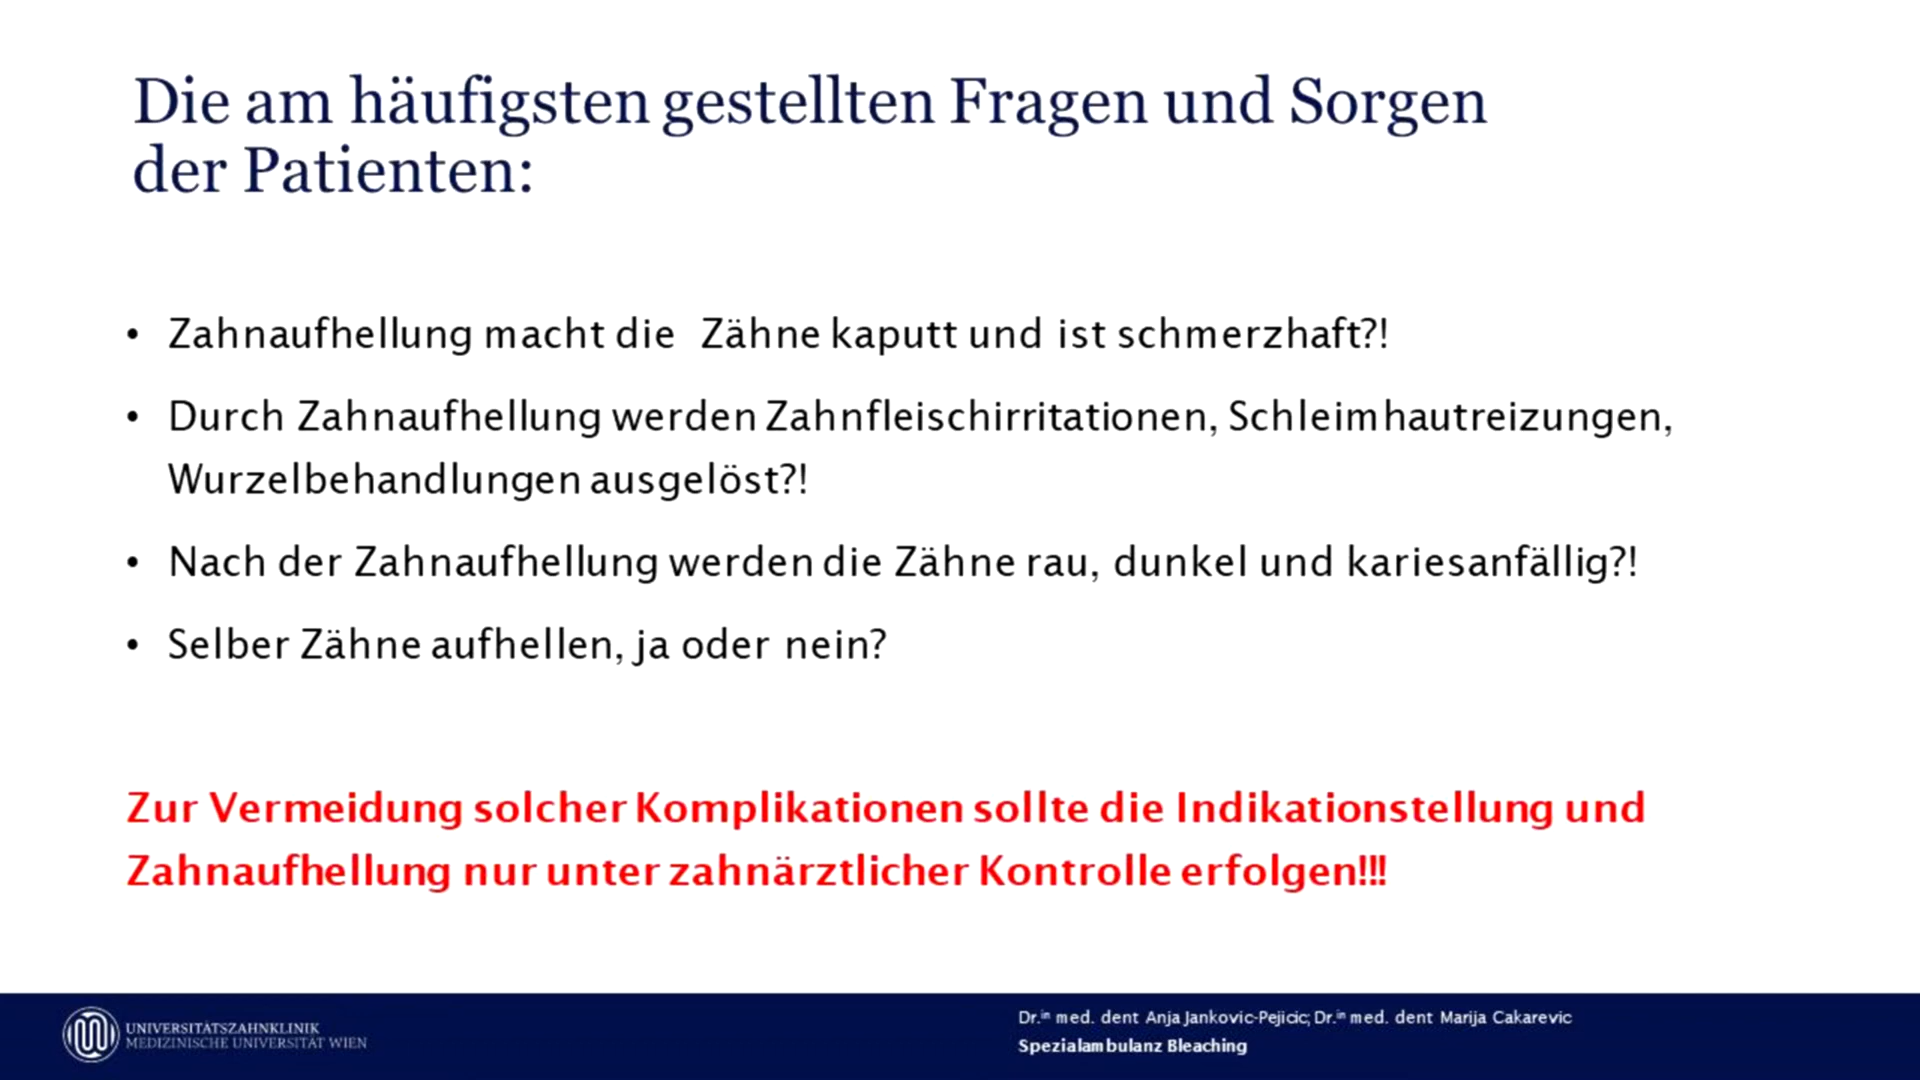 Die am häufigsten gestellten Fragen und Sorgen
der Patienten:
• Zahnaufhellung macht die Zähne kaputt und ist schmerzhaft?!
• Durch Zahnaufhellung werden Zahnfleischirritationen, Schleimhautreizungen,
Wurzelbehandlungen ausgelöst?!
• Nach der Zahnaufhellung werden die Zähne rau, dunkel und kariesanfällig?!
• Selber Zähne aufhellen, ja oder nein?
Zur Vermeidung solcher Komplikationen sollte die Indikationstellung und
Zahnaufhellung nur unter zahnärztlicher Kontrolle erfolgen!!!
UNIVERSITÄTSZAHNKLINIK
MEDIZINISCHE UNIVERSITÄT WIEN
Dr.in med. dent Anja Jankovic-Pejicic; Dr.in med. dent Marija Cakarevic
Spezialambulanz Bleaching